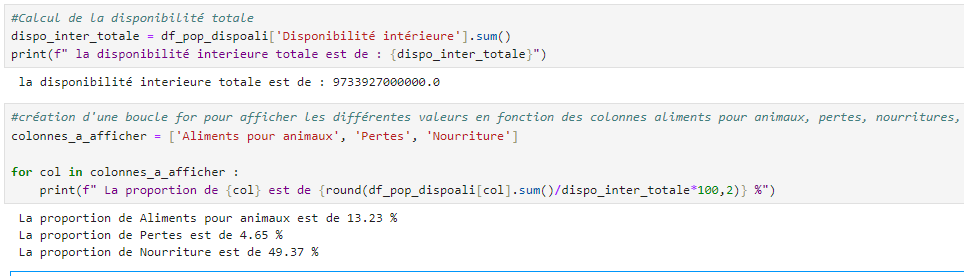 #Calcul de la disponibilité totale
dispo_inter_totale = df_pop_dispoali['Disponibilité intérieure'].sum()
print(f" la disponibilité interieure totale est de : {dispo_inter_totale}")
la disponibilité interieure totale est de : 9733927000000.0
#création d'une boucle for pour afficher les différentes valeurs en fonction des colonnes aliments pour animaux, pertes, nourritures,
colonnes_a_afficher = ['Aliments pour animaux', 'Pertes', 'Nourriture']
for col in colonnes_a_afficher :
print(f" La proportion de {col} est de {round(df_pop_dispoali[col].sum()/dispo_inter_totale*100,2)} %")
La proportion de Aliments pour animaux est de 13.23 %
La proportion de Pertes est de 4.65 %
La proportion de Nourriture est de 49.37 %